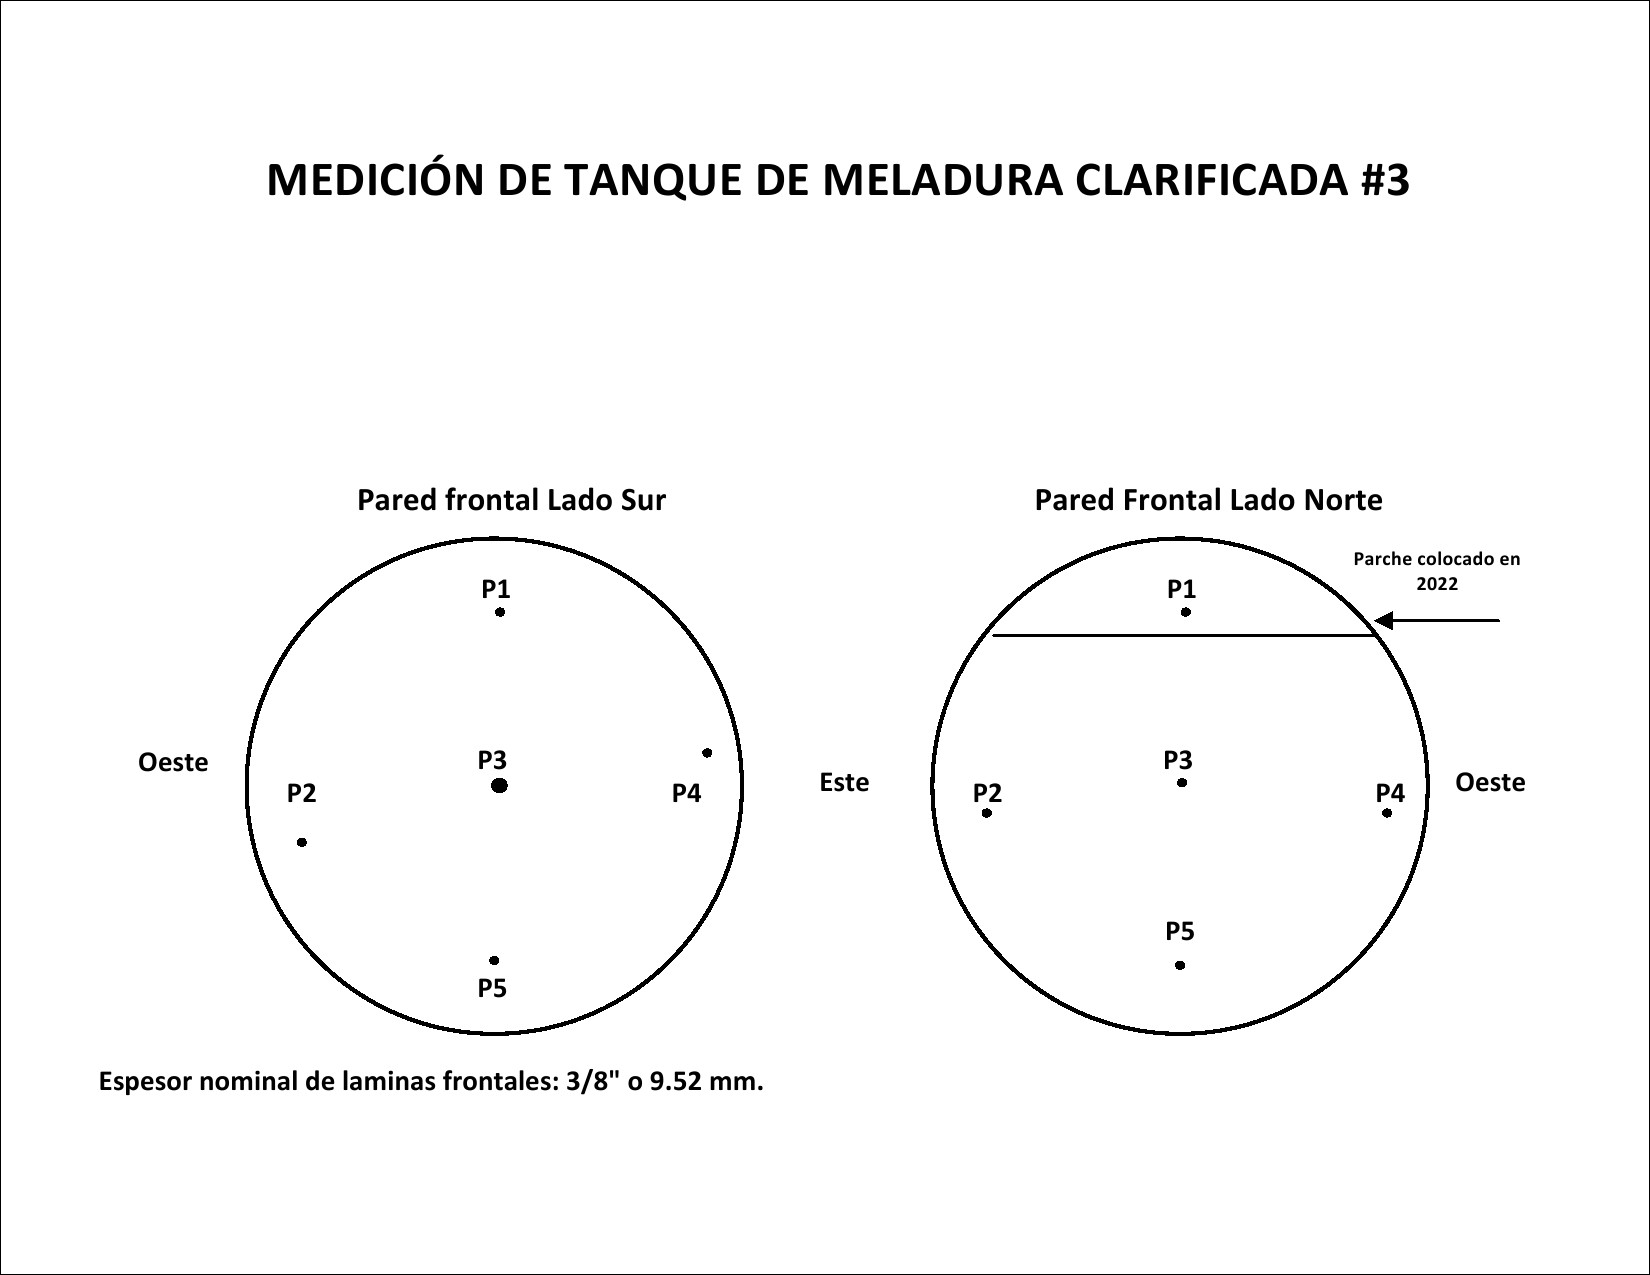 MEDICIÓN DE TANQUE DE MELADURA CLARIFICADA #3
Pared frontal Lado Sur
P1
Oeste
P3
P2
P4
P5
Pared Frontal Lado Norte
Parche colocado en
2022
P1
Este
P3
P2
P4
Oeste
P5
Espesor nominal de laminas frontales: 3/8" o 9.52 mm.